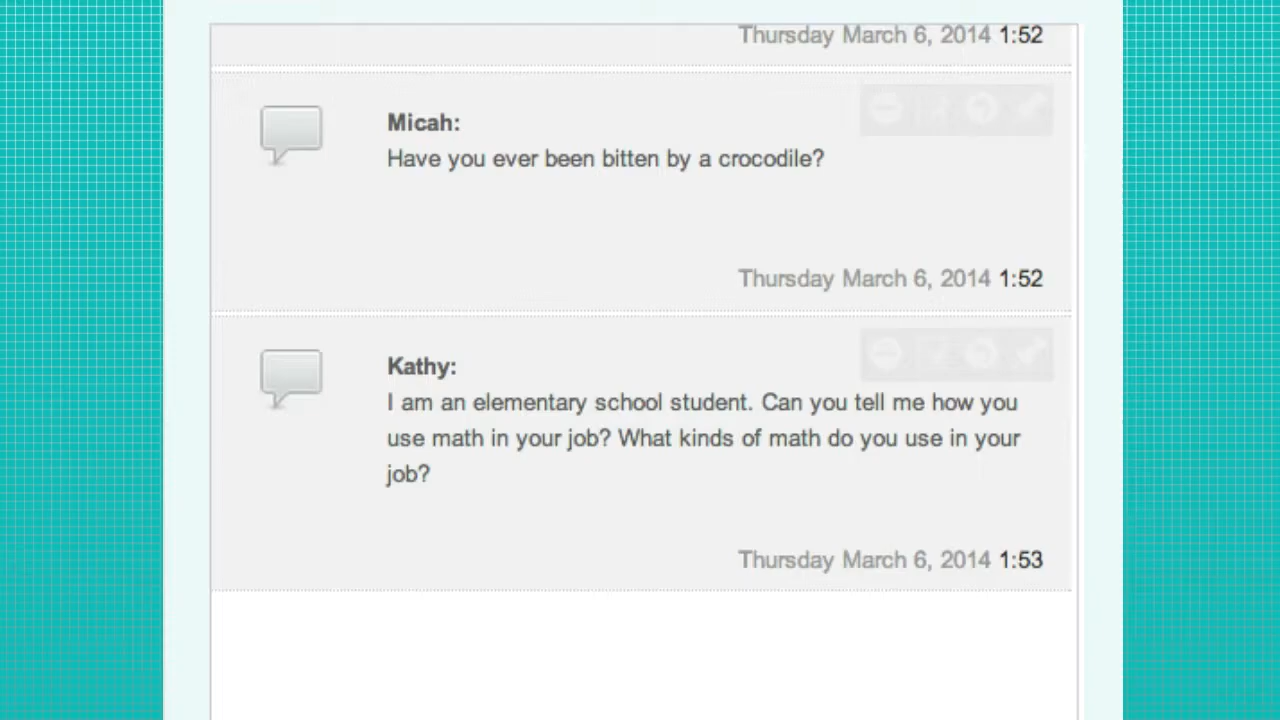 Thursday March 6, 2014 1:52
Micah:
Have you ever been bitten by a crocodile?
Thursday March 6, 2014 1:52
Kathy:
I am an elementary school student. Can you tell me how you
use math in your job? What kinds of math do you use in your
job?
Thursday March 6, 2014 1:53